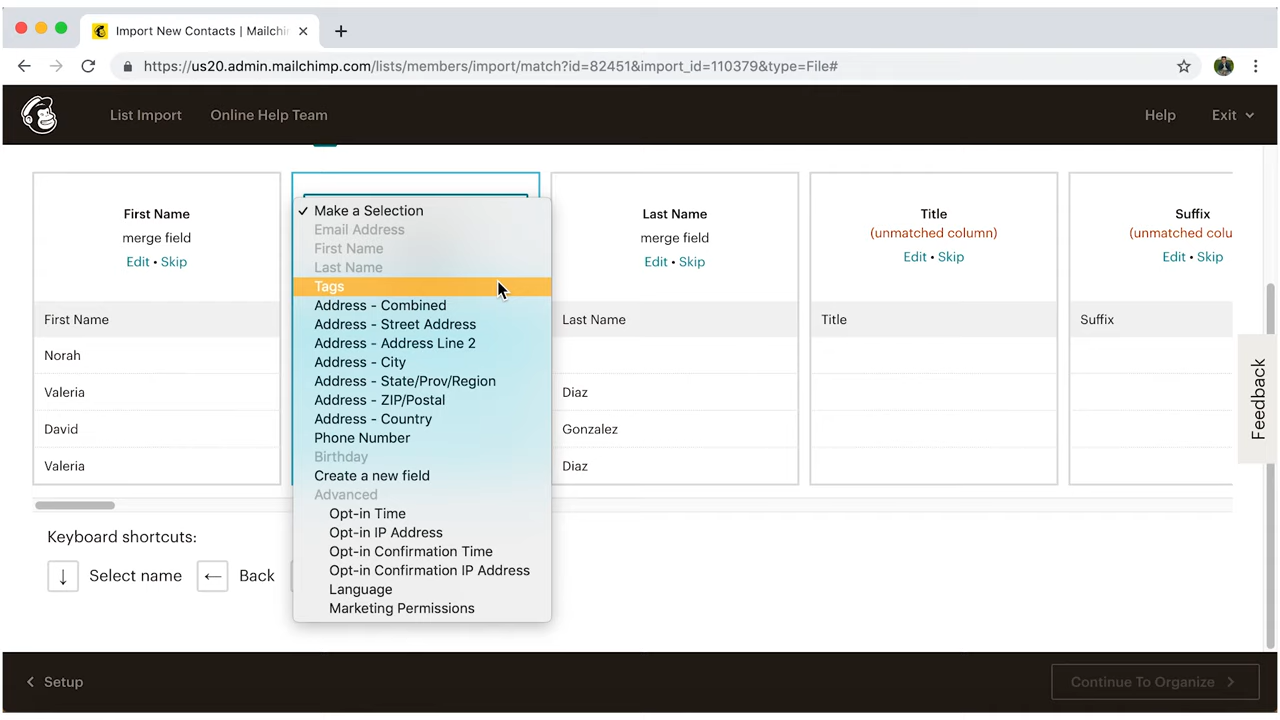 Import New Contacts | Mailchi
https://us20.admin.mailchimp.com/lists/members/import/match?id=82451&import_id=110379&type=File#
List Import
Online Help Team
Help
Exit
First Name
merge field
Edit • Skip
First Name
Norah
Valeria
David
Valeria
✓ Make a Selection
Email Address
First Name
Last Name
Tags
Address - Combined
Address - Street Address
Address - Address Line 2
Address - City
Address - State/Prov/Region
Address - ZIP/Postal
Address - Country
Phone Number
Birthday
Create a new field
Advanced
Opt-in Time
Opt-in IP Address
Opt-in Confirmation Time
Opt-in Confirmation IP Address
Language
Marketing Permissions
Last Name
merge field
Edit • Skip
Last Name
Diaz
Gonzalez
Diaz
Title
(unmatched column)
Edit • Skip
Title
Suffix
(unmatched colu
Edit • Skip
Suffix
Feedback
Keyboard shortcuts:
↓ Select name
← Back
Setup
Continue To Organize